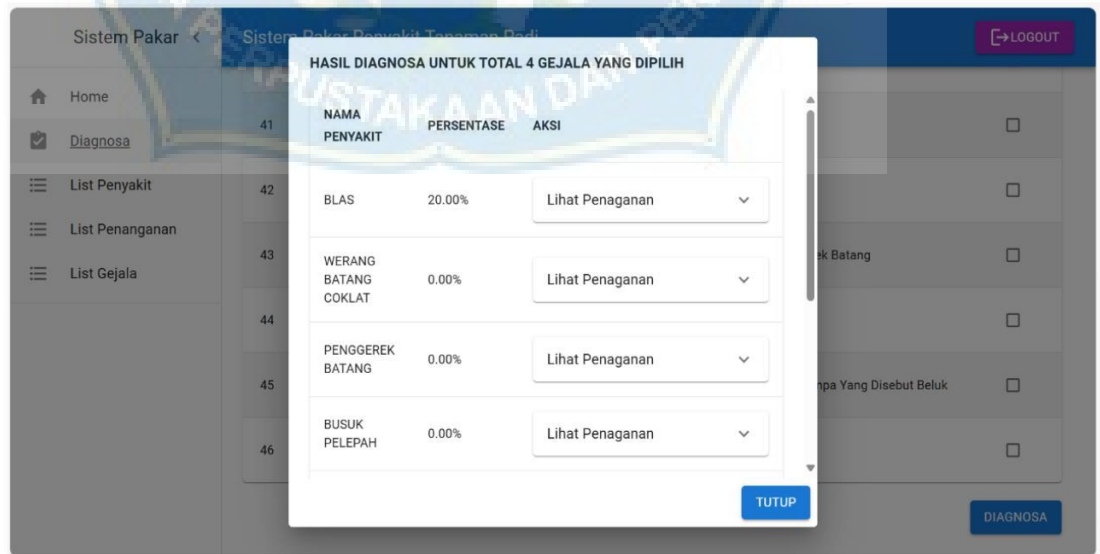 Sistem Pakar
Sistem Pakar Penyakit Tanaman Padi
LOGOUT
Home
Diagnosa
List Penyakit
List Penanganan
List Gejala
HASIL DIAGNOSA UNTUK TOTAL 4 GEJALA YANG DIPILIH
NAMA
PENYAKIT
PERSENTASE
AKSI
BLAS
20.00%
Lihat Penaganan
WERANG
BATANG
COKLAT
0.00%
Lihat Penaganan
PENGGEREK
BATANG
0.00%
Lihat Penaganan
BUSUK
PELEPAH
0.00%
Lihat Penaganan
TUTUP
41
42
43
ek Batang
44
45
mpa Yang Disebut Beluk
46
DIAGNOSA
PUSTAKAAN DAN PE